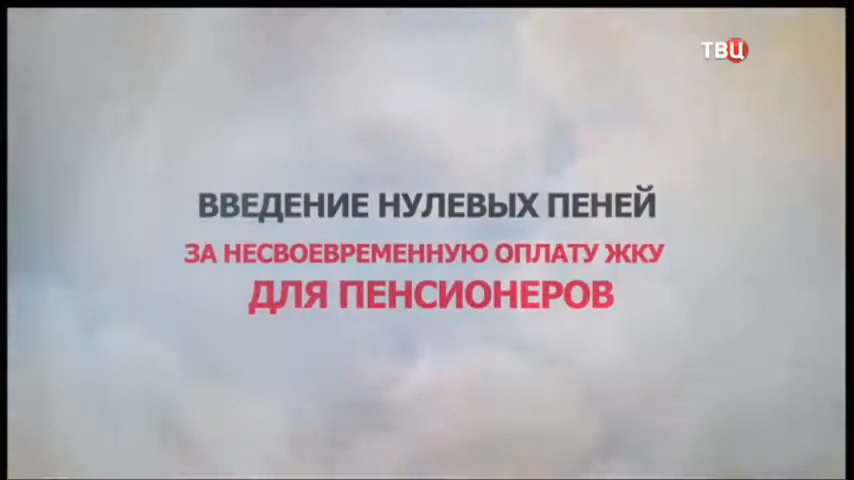 ТВЦ
ВВЕДЕНИЕ НУЛЕВЫХ ПЕНЕЙ
ЗА НЕСВОЕВРЕМЕННУЮ ОПЛАТУ ЖКУ
ДЛЯ ПЕНСИОНЕРОВ